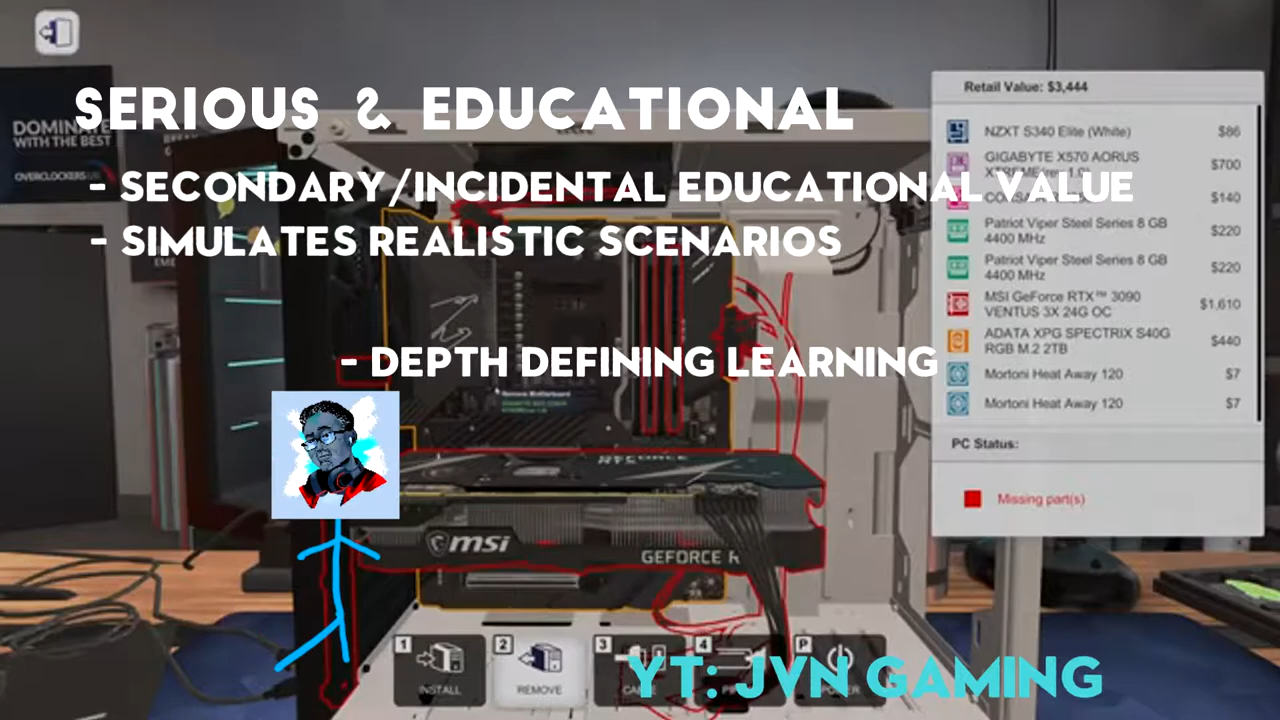 SERIOUS & EDUCATIONAL
- SECONDARY/INCIDENTAL EDUCATIONAL VALUE
- SIMULATES REALISTIC SCENARIOS
- DEPTH DEFINING LEARNING
DOMINATE
WITH THE BEST
OVERCLOCKERS UK
Retail Value: $3,444
NZXT S340 Elite (White) $86
GIGABYTE X570 AORUS
$700
$140
Patriot Viper Steel Series 8 GB
4400 MHz $220
Patriot Viper Steel Series 8 GB
4400 MHz $220
MSI GeForce RTX™ 3090
VENTUS 3X 24G OC $1,610
ADATA XPG SPECTRIX S40G
RGB M.2 2TB $440
Mortoni Heat Away 120 $7
Mortoni Heat Away 120 $7
PC Status:
Missing part(s)
msi
GEFORCE R
1 INSTALL
2 REMOVE
3
4
P
YT: JVN GAMING